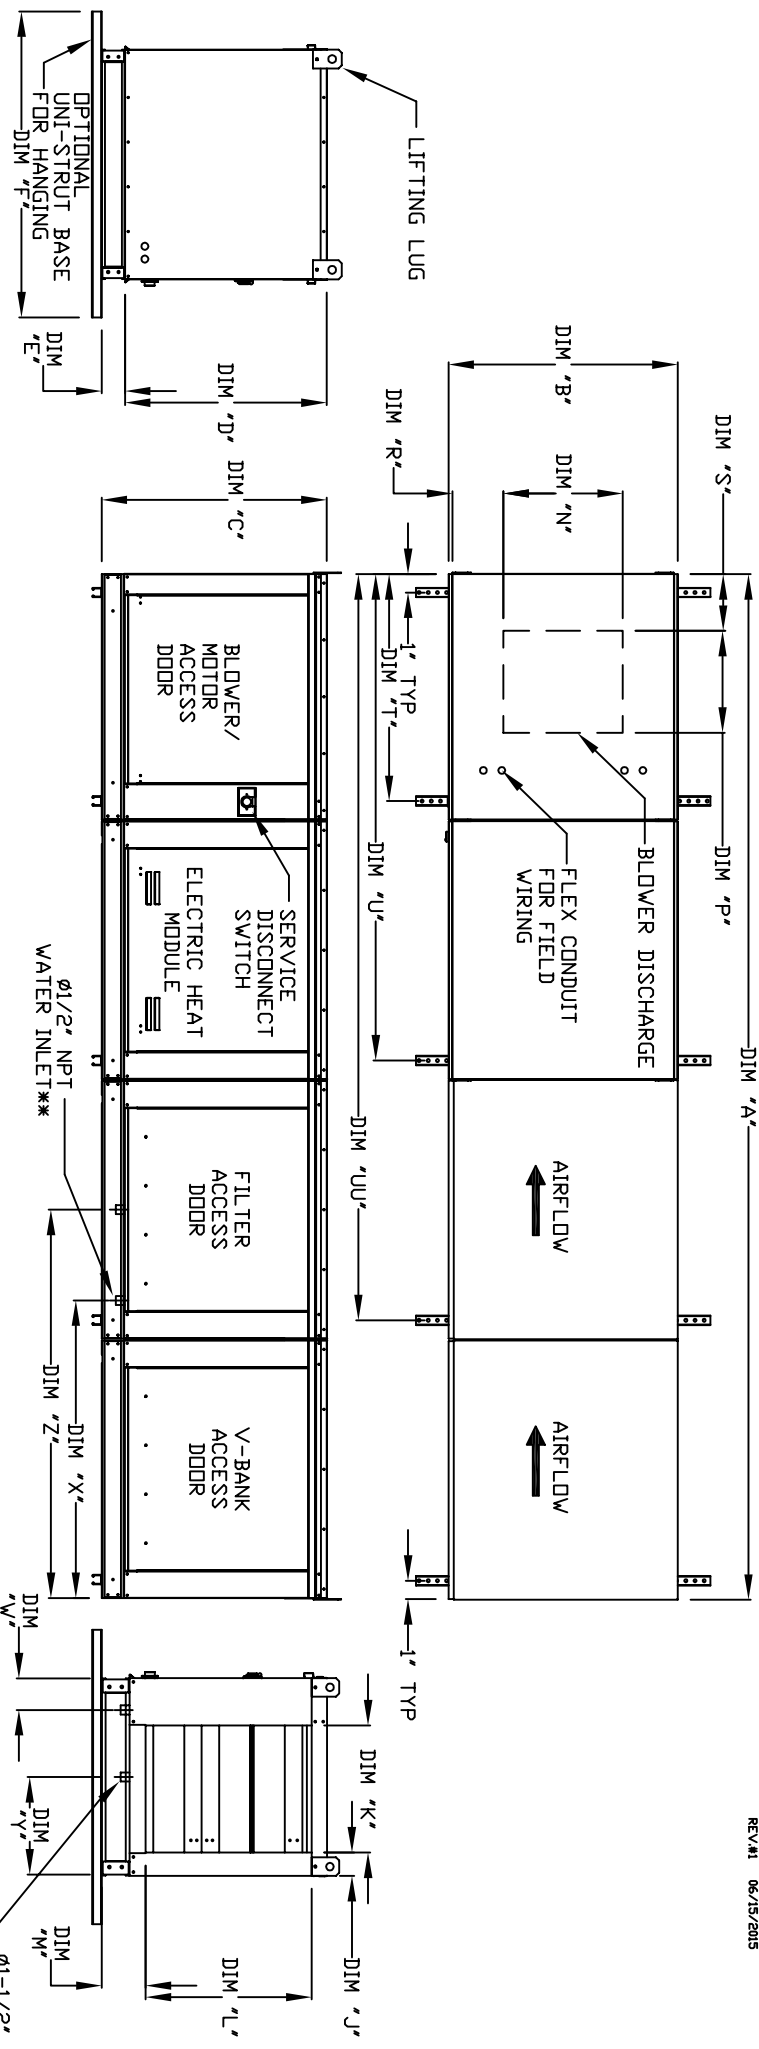 REV.#1 06/15/2015
DIM "A"
DIM "S"
DIM "P"
BLOWER DISCHARGE
FLEX CONDUIT
FOR FIELD
WIRING
DIM "B"
DIM "N"
DIM "R"
AIRFLOW
AIRFLOW
1" TYP
1" TYP
DIM "T"
DIM "U"
DIM "UU"
LIFTING LUG
OPTIONAL
UNI-STRUT BASE
FOR HANGING
DIM "F"
DIM
"E"
DIM "D"
DIM "C"
BLOWER/
MOTOR
ACCESS
DOOR
SERVICE
DISCONNECT
SWITCH
ELECTRIC HEAT
MODULE
FILTER
ACCESS
DOOR
V-BANK
ACCESS
DOOR
Ø1/2" NPT
WATER INLET**
DIM "Z"
DIM "X"
DIM
"W"
DIM "K"
DIM "J"
DIM "L"
DIM
"Y"
DIM
"M"
Ø1-1/2"